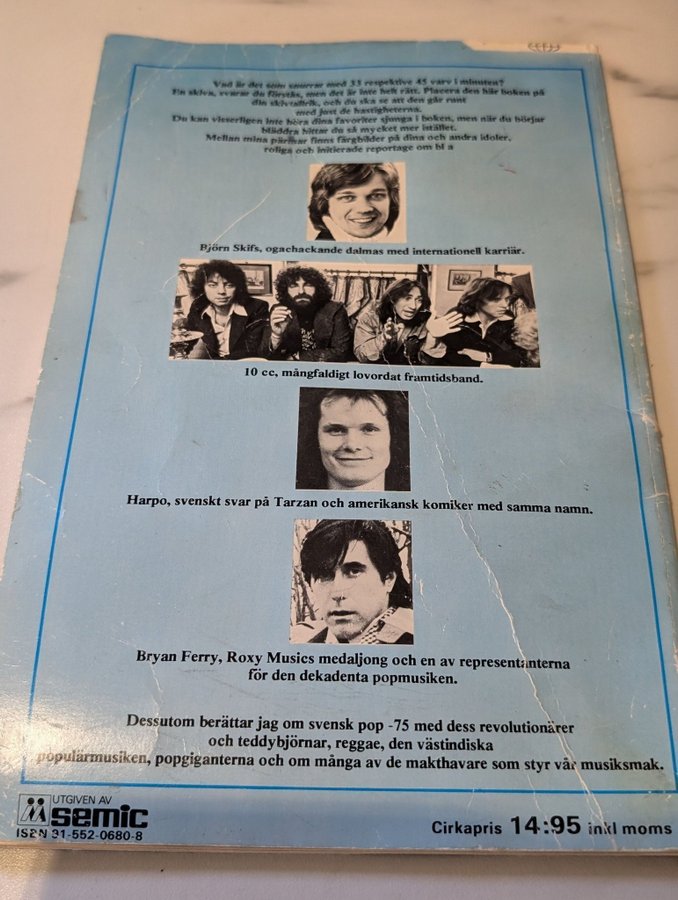 Vad är det som snurrar med 33 respektive 45 varv i minuten?
En skiva, svarar du förstås, men det är inte helt rätt. Placera den här boken på
din skivtallrik, och du ska se att den går runt
med just de hastigheterna.
Du kan visserligen inte höra dina favoriter sjunga i boken, men när du börjar
bläddra hittar du så mycket mer istället.
Mellan mina pärmar finns färgbilder på dina och andra idoler,
roliga och initierade reportage om bl a
Björn Skifs, ogachackande dalmas med internationell karriär.
10 cc, mångfaldigt lovordat framtidsband.
Harpo, svenskt svar på Tarzan och amerikansk komiker med samma namn.
Bryan Ferry, Roxy Musics medaljong och en av representanterna
för den dekadenta popmusiken.
Dessutom berättar jag om svensk pop -75 med dess revolutionärer
och teddybjörnar, reggae, den västindiska
populärmusiken, popgiganterna och om många av de makthavare som styr vår musiksmak.
UTGIVEN AV
semic
ISBN 91-552-0680-8
Cirkapris 14:95 inkl moms